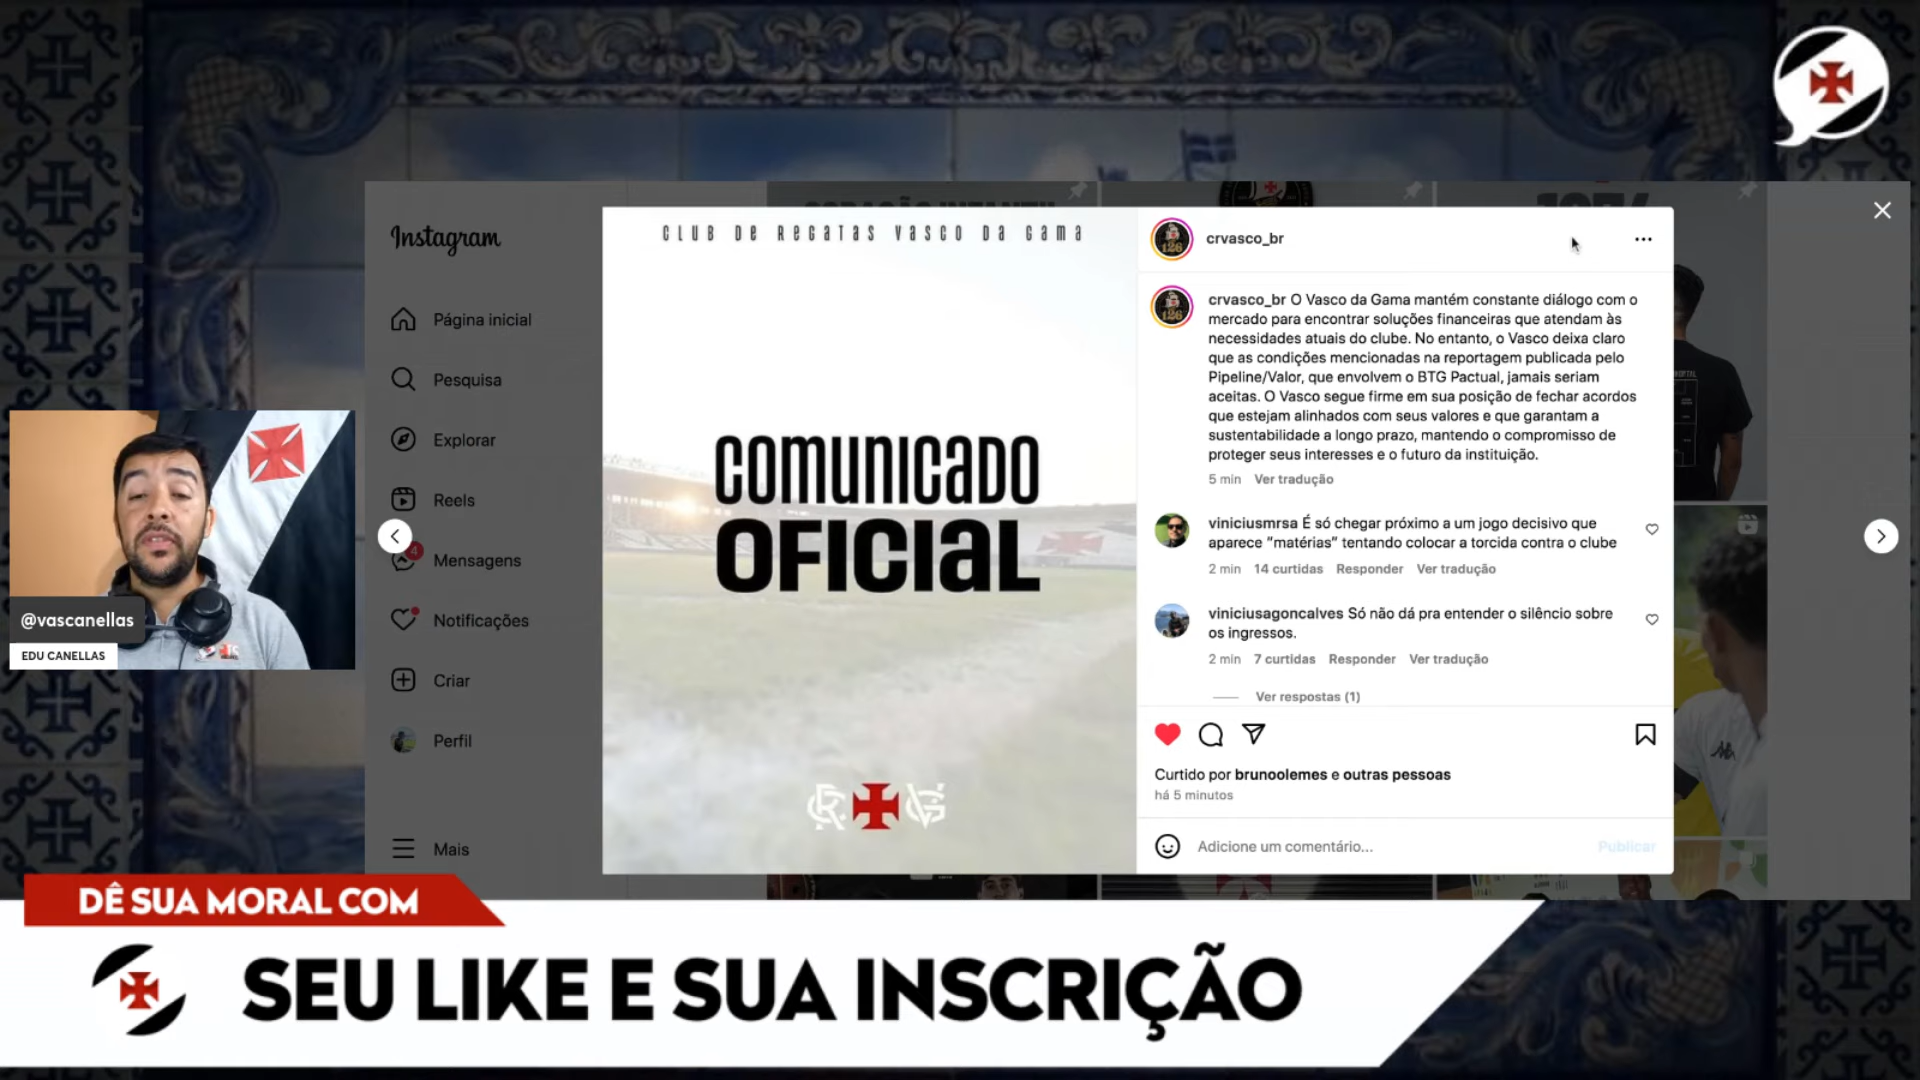 Instagram
Página inicial
Pesquisa
Explorar
Reels
4
Mensagens
Notificações
Criar
Perfil
Mais
CLUB DE REGATAS VASCO DA GAMA
COMUNICADO
OFICIAL
crvasco_br
crvasco_br O Vasco da Gama mantém constante diálogo com o
mercado para encontrar soluções financeiras que atendam às
necessidades atuais do clube. No entanto, o Vasco deixa claro
que as condições mencionadas na reportagem publicada pelo
Pipeline/Valor, que envolvem o BTG Pactual, jamais seriam
aceitas. O Vasco segue firme em sua posição de fechar acordos
que estejam alinhados com seus valores e que garantam a
sustentabilidade a longo prazo, mantendo o compromisso de
proteger seus interesses e o futuro da instituição.
5 min Ver tradução
viniciusmrsa É só chegar próximo a um jogo decisivo que
aparece “matérias” tentando colocar a torcida contra o clube
2 min 14 curtidas Responder Ver tradução
viniciusagoncalves Só não dá pra entender o silêncio sobre
os ingressos.
2 min 7 curtidas Responder Ver tradução
Ver respostas (1)
Curtido por brunoolemes e outras pessoas
há 5 minutos
Adicione um comentário...
Publicar
@vascanellas
EDU CANELLAS
DÊ SUA MORAL COM
SEU LIKE E SUA INSCRIÇÃO